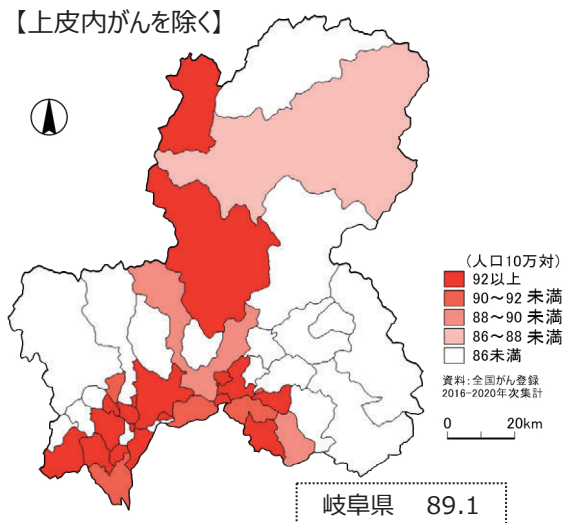 【上皮内がんを除く】
(人口10万対)
92以上
90~92 未満
88~90 未満
86~88 未満
86未満
資料:全国がん登録
2016-2020年次集計
0 20km
岐阜県 89.1